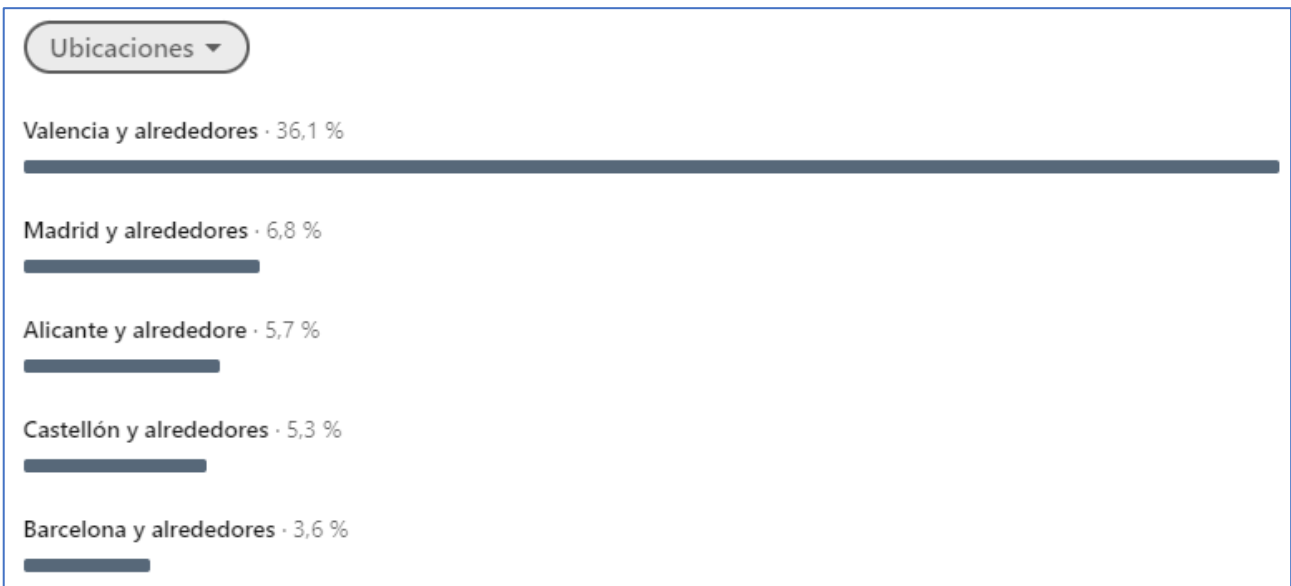 Ubicaciones
Valencia y alrededores · 36,1 %
Madrid y alrededores · 6,8 %
Alicante y alrededore · 5,7 %
Castellón y alrededores · 5,3 %
Barcelona y alrededores · 3,6 %